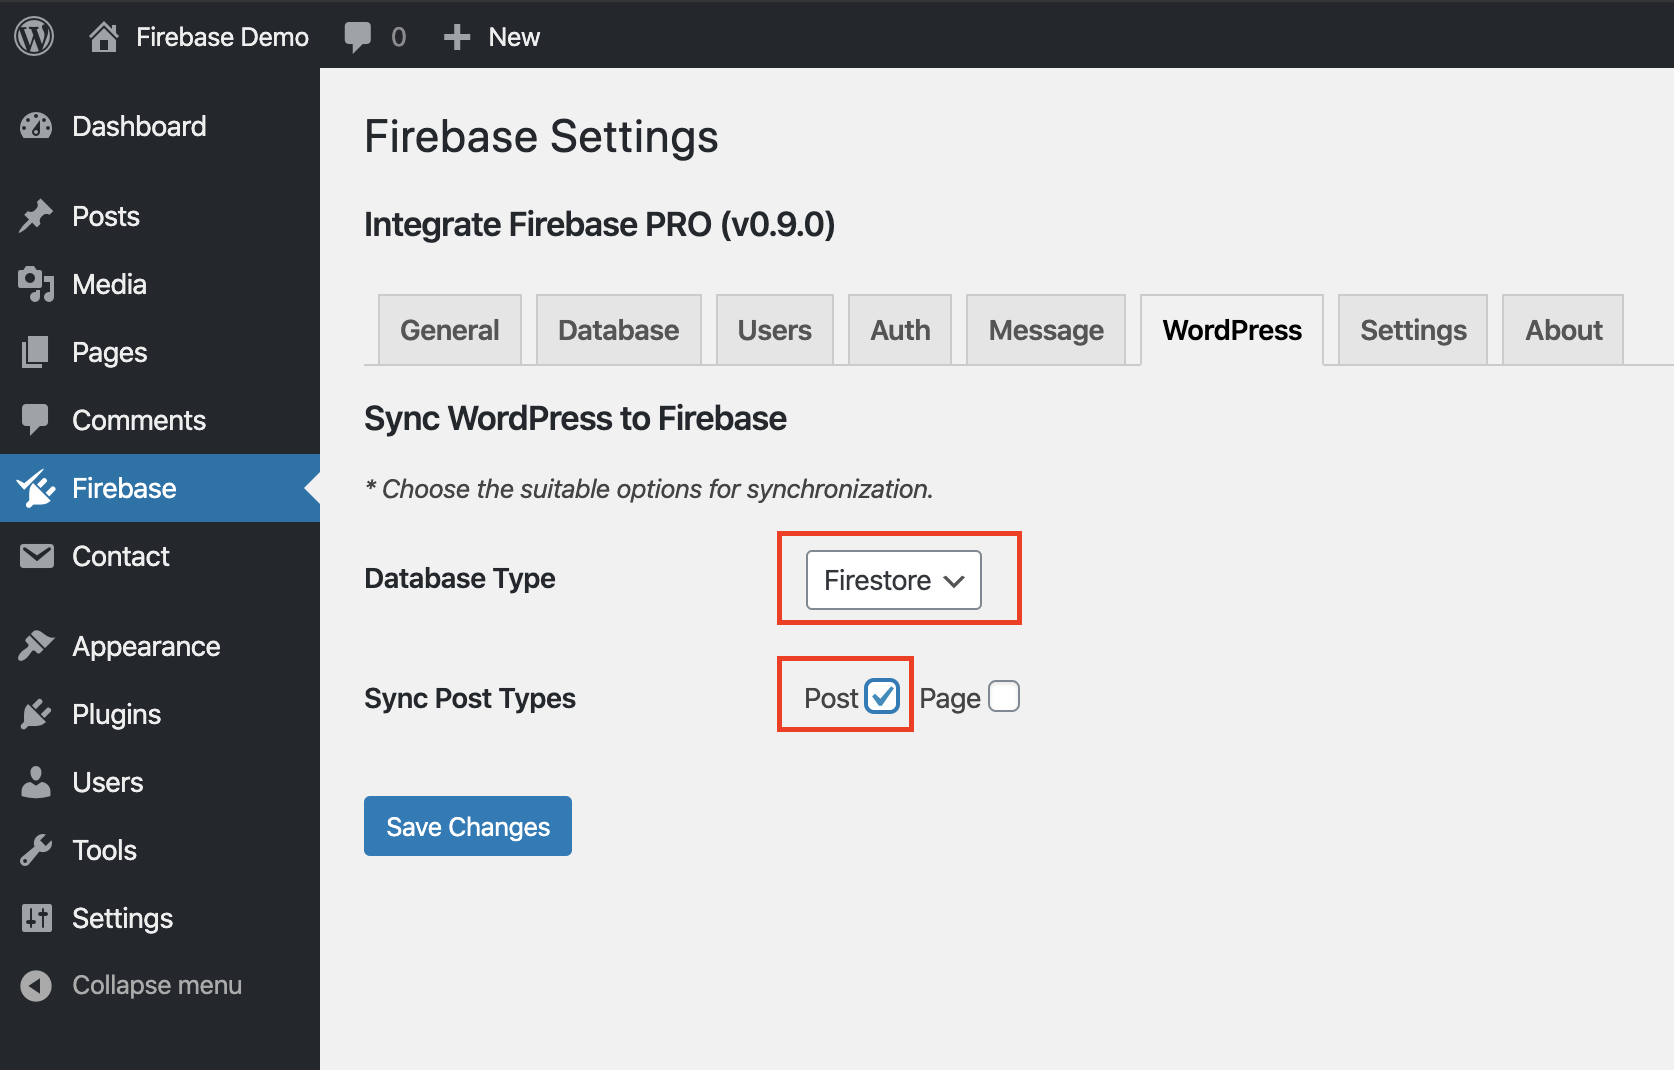 Firebase Demo 0 New
Dashboard
Posts
Media
Pages
Comments
Firebase
Contact
Appearance
Plugins
Users
Tools
Settings
Collapse menu
Firebase Settings
Integrate Firebase PRO (v0.9.0)
General Database Users Auth Message WordPress Settings About
Sync WordPress to Firebase
* Choose the suitable options for synchronization.
Database Type Firestore
Sync Post Types Post Page
Save Changes